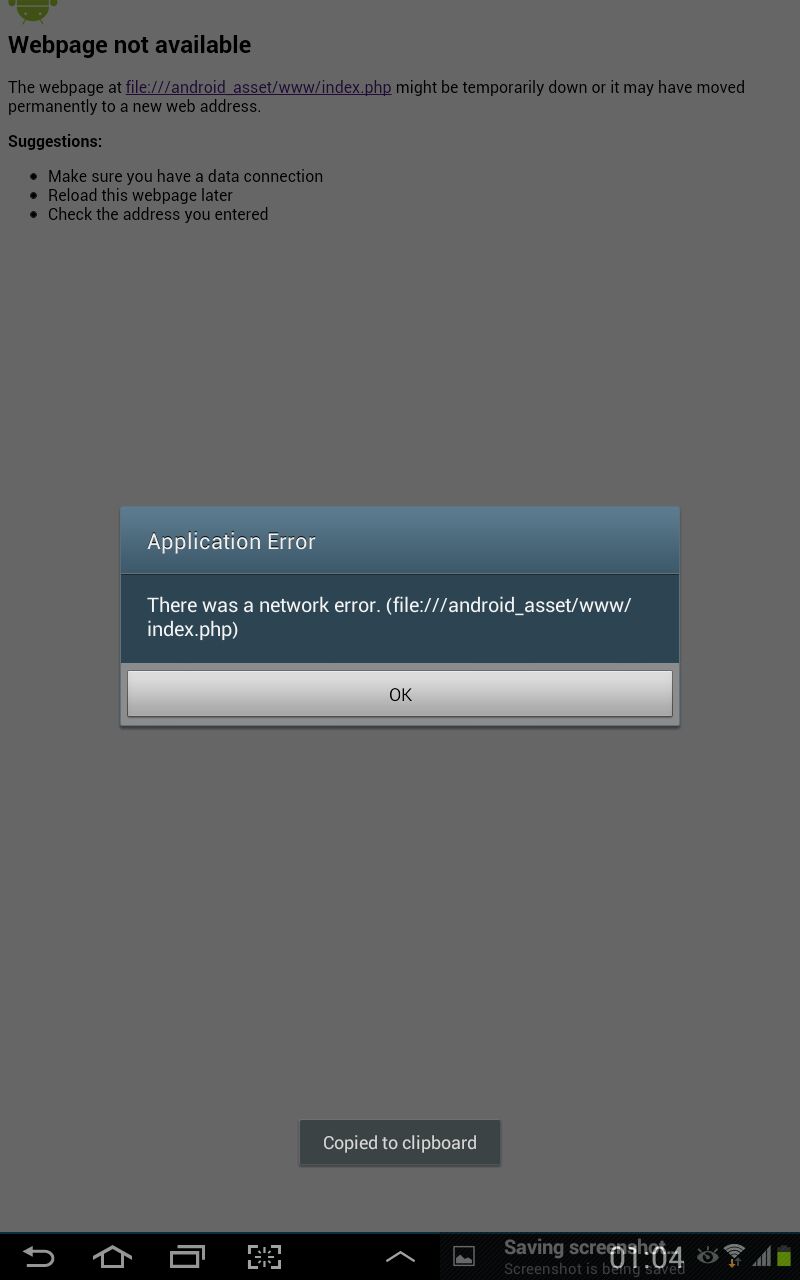 Webpage not available
The webpage at file:///android_asset/www/index.php might be temporarily down or it may have moved
permanently to a new web address.
Suggestions:
Make sure you have a data connection
Reload this webpage later
Check the address you entered
Application Error
There was a network error. (file:///android_asset/www/
index.php)
OK
Copied to clipboard
Saving screenshot...
01:04
Screenshot is being saved